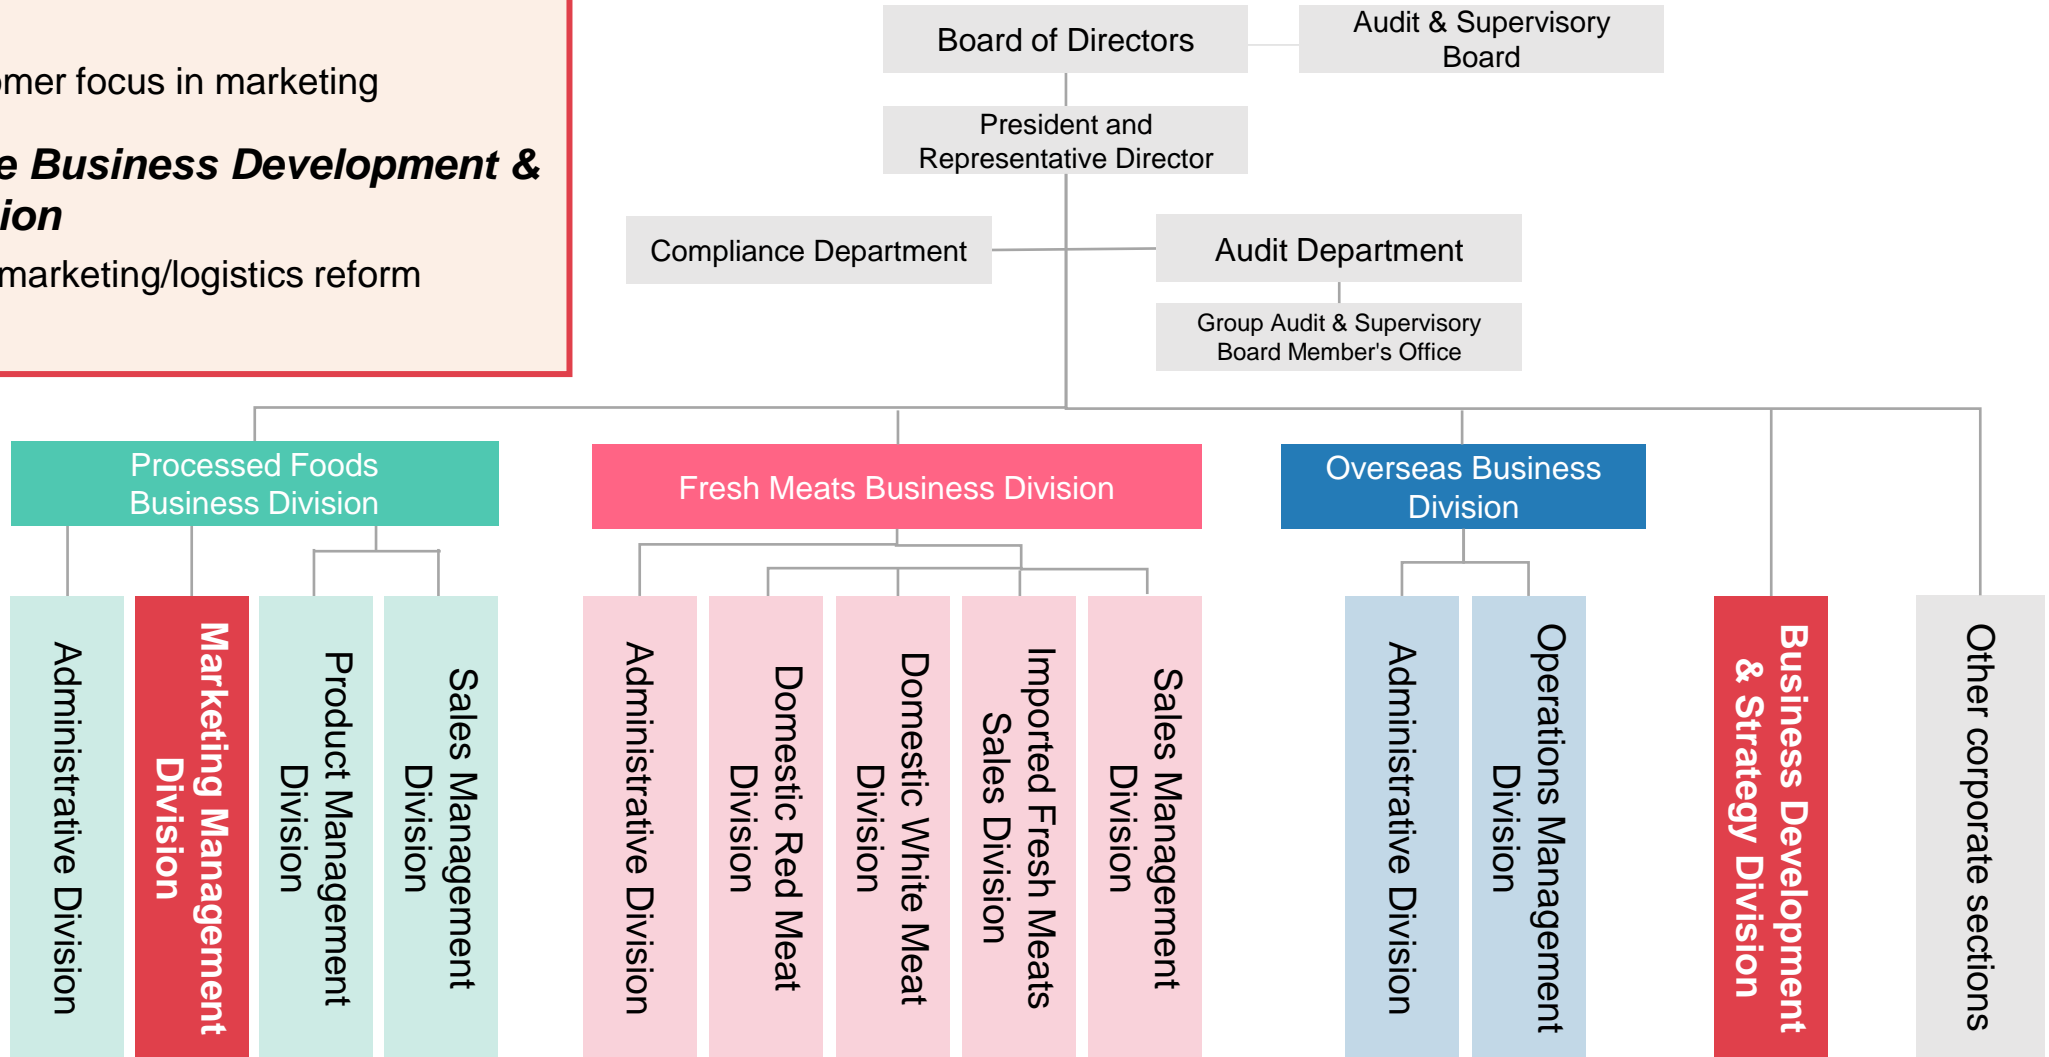 focus in marketing
Business Development &
marketing/logistics reform
Board of Directors
Audit & Supervisory
Board
President and
Representative Director
Compliance Department
Audit Department
Group Audit & Supervisory
Board Member's Office
Processed Foods
Business Division
Fresh Meats Business Division
Overseas Business
Division
Administrative Division
Marketing Management
Division
Product Management
Division
Sales Management
Division
Administrative Division
Domestic Red Meat
Division
Domestic White Meat
Division
Imported Fresh Meats
Sales Division
Sales Management
Division
Administrative Division
Operations Management
Division
Business Development
& Strategy Division
Other corporate sections